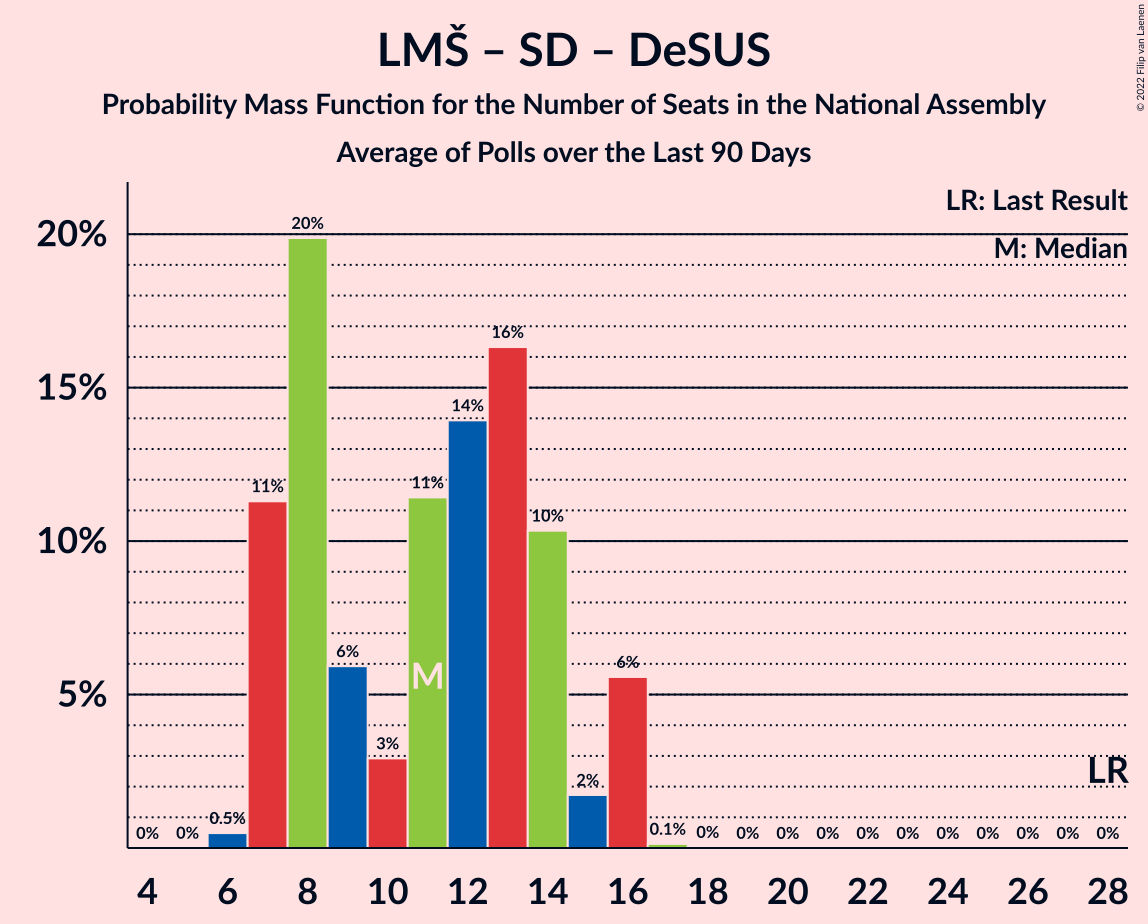 LMŠ – SD – DeSUS
Probability Mass Function for the Number of Seats in the National Assembly
Average of Polls over the Last 90 Days
© 2022 Filip van Laenen
LR: Last Result
M: Median
20%
15%
10%
5%
0% 0% 0.5% 11% 20% 6% 3% 11% 14% 16% 10% 2% 6% 0.1% 0% 0% 0% 0% 0% 0% 0% 0% 0% 0% 0%
M
LR
4 6 8 10 12 14 16 18 20 22 24 26 28